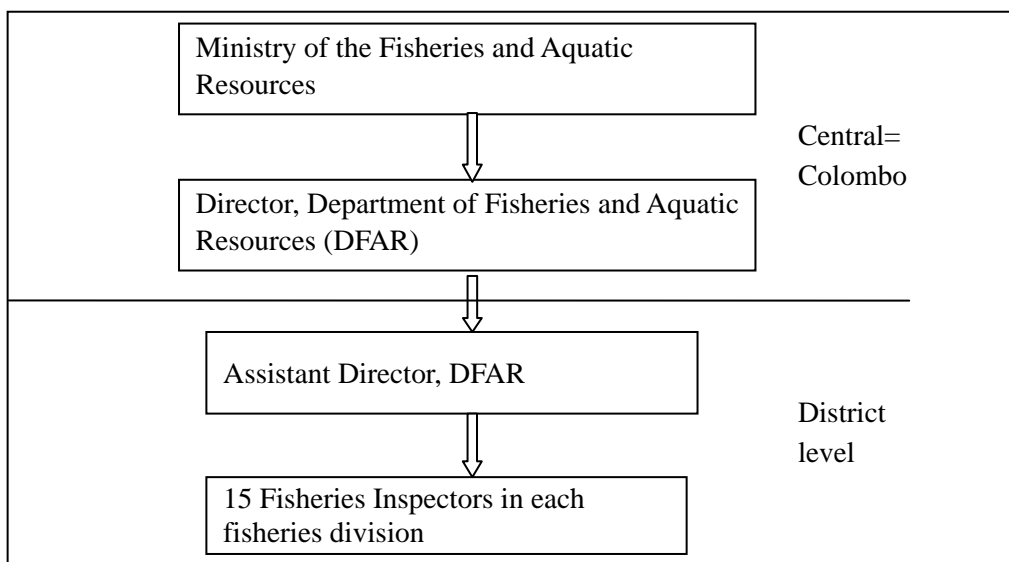 Ministry of the Fisheries and Aquatic
Resources
Central=
Colombo
Director, Department of Fisheries and Aquatic
Resources (DFAR)
Assistant Director, DFAR
District
level
15 Fisheries Inspectors in each
fisheries division